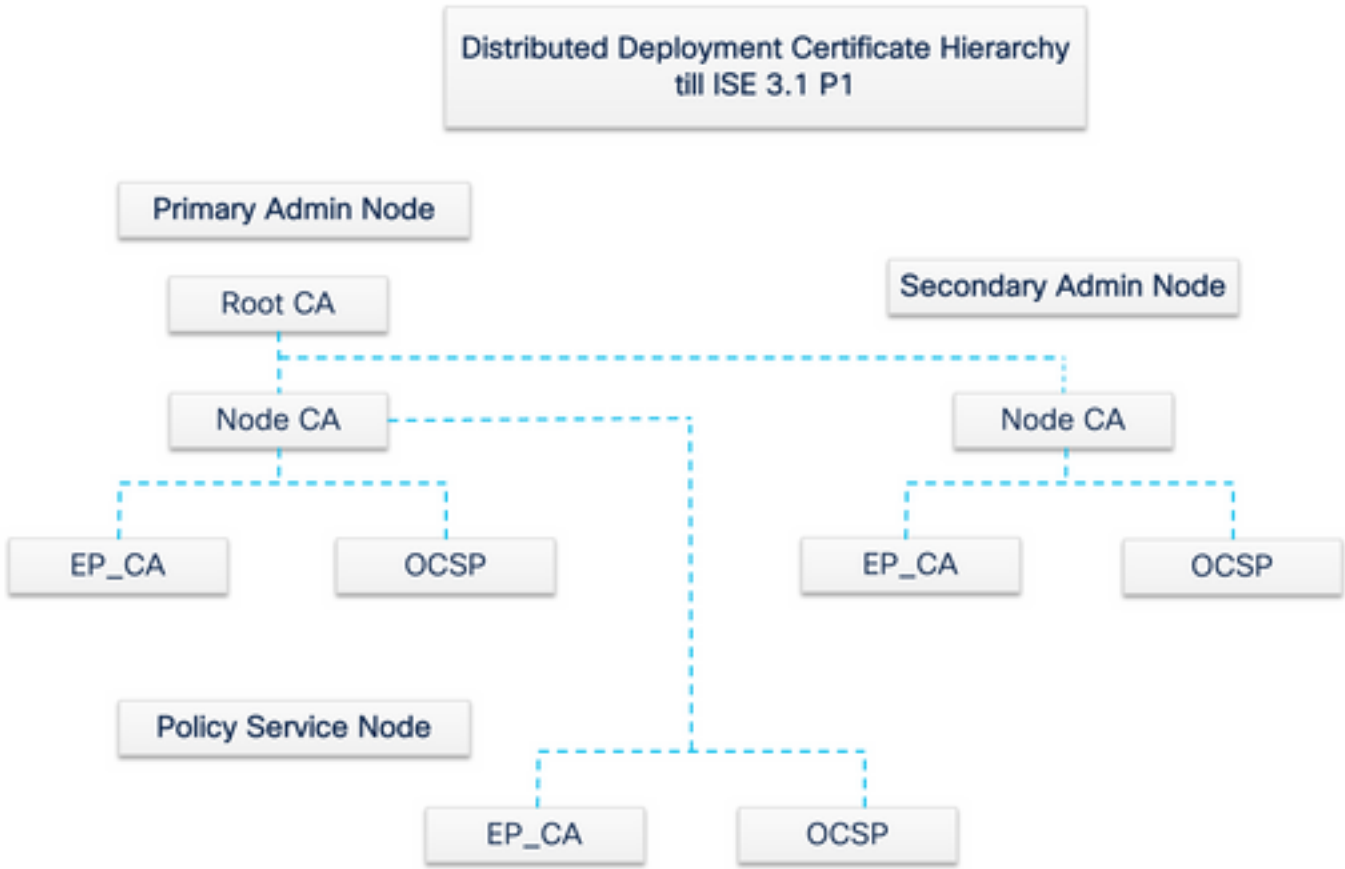 Distributed Deployment Certificate Hierarchy
till ISE 3.1 P1
Primary Admin Node
Secondary Admin Node
Root CA
Node CA
Node CA
EP_CA
OCSP
EP_CA
OCSP
Policy Service Node
EP_CA
OCSP